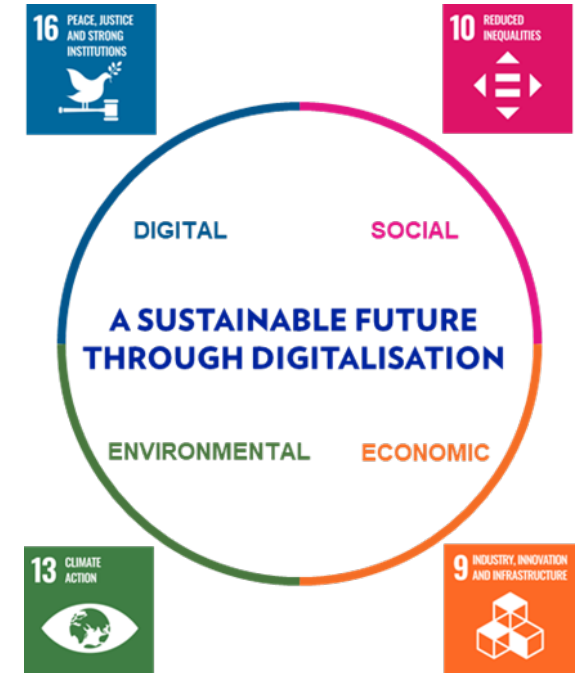 16 PEACE, JUSTICE
AND STRONG
INSTITUTIONS
10 REDUCED
INEQUALITIES
DIGITAL
SOCIAL
A SUSTAINABLE FUTURE
THROUGH DIGITALISATION
ENVIRONMENTAL
ECONOMIC
13 CLIMATE
ACTION
9 INDUSTRY, INNOVATION
AND INFRASTRUCTURE